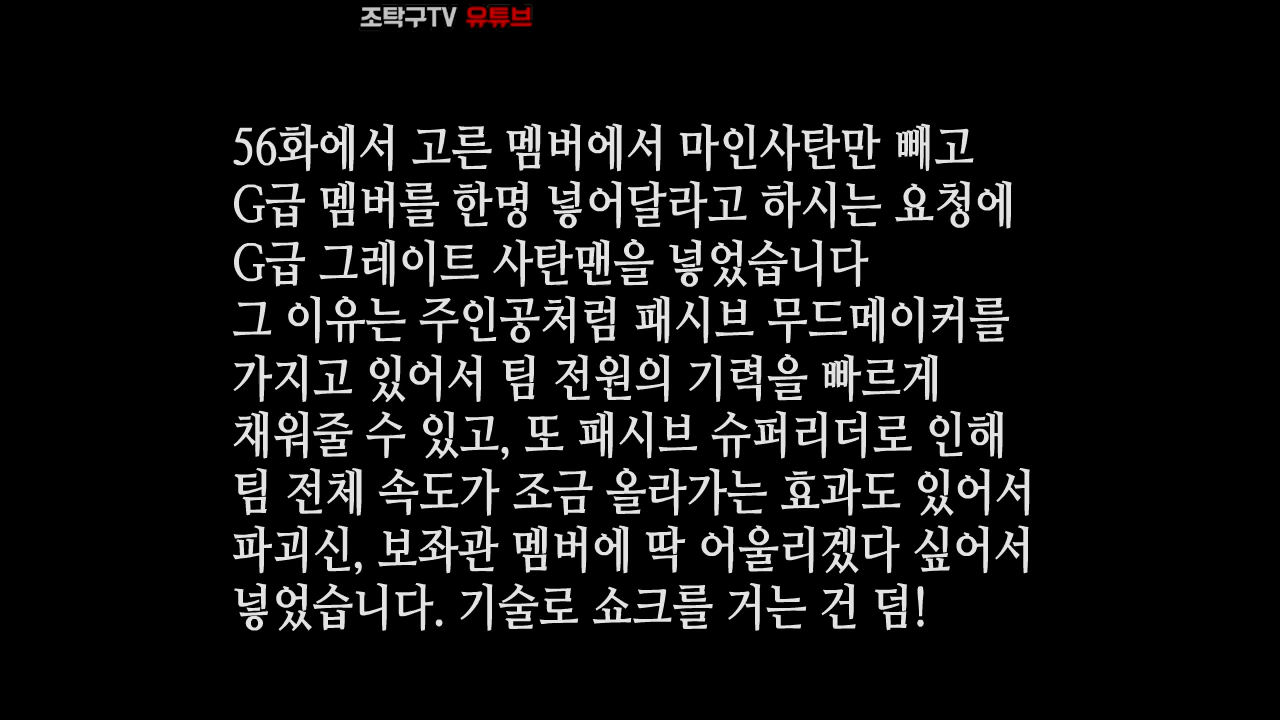 조탁구TV 유튜브
56화에서 고른 멤버에서 마인사탄만 빼고
G급 멤버를 한명 넣어달라고 하시는 요청에
G급 그레이트 사탄맨을 넣었습니다
그 이유는 주인공처럼 패시브 무드메이커를
가지고 있어서 팀 전원의 기력을 빠르게
채워줄 수 있고, 또 패시브 슈퍼리더로 인해
팀 전체 속도가 조금 올라가는 효과도 있어서
파괴신, 보좌관 멤버에 딱 어울리겠다 싶어서
넣었습니다. 기술로 쇼크를 거는 건 덤!